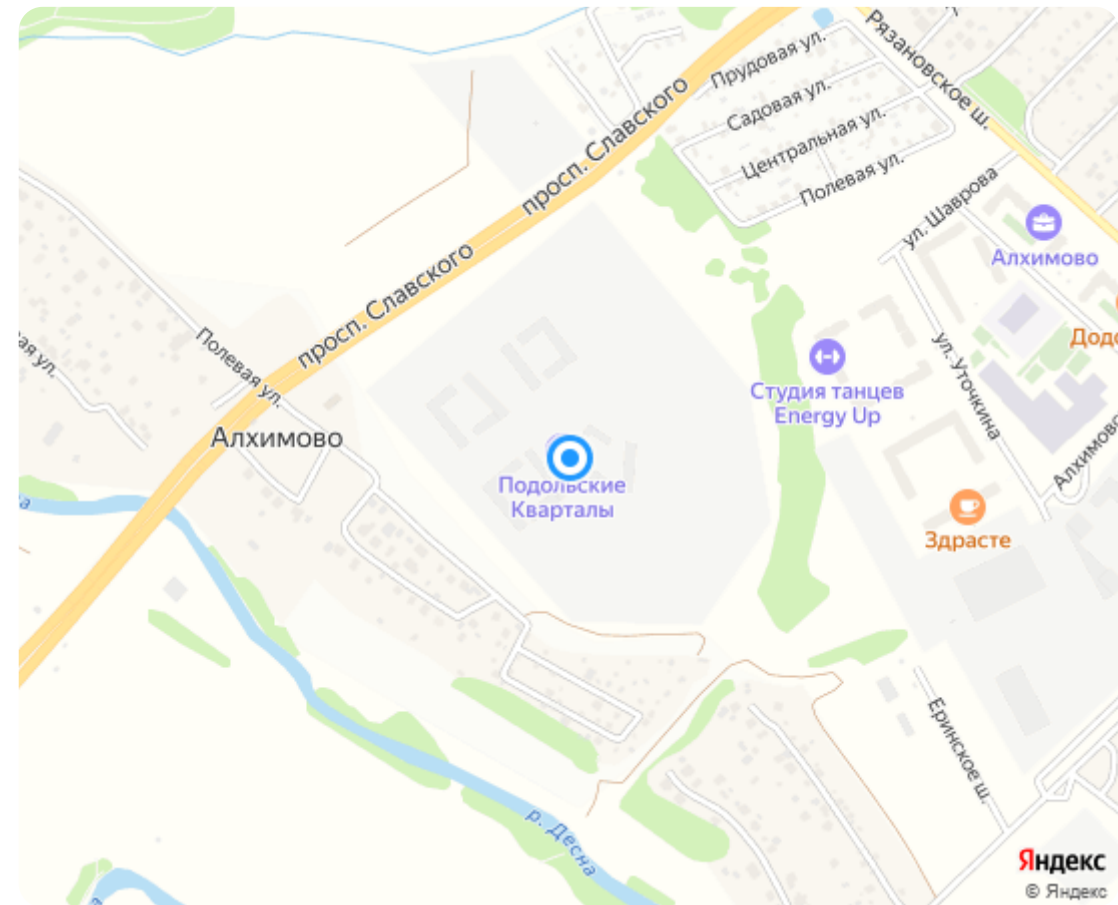 Прудовая ул.
Рязановское ш.
Садовая ул.
Центральная ул.
Полевая ул.
просп. Славского
ул. Шаврова
Алхимово
просп. Славского
Додо
Полевая ул.
ул. Уточкина
Студия танцев
Energy Up
Алхимово
Алхимово
Подольские
Кварталы
Здрасте
Еринское ш.
р. Десна
Яндекс
© Яндекс